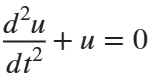 d²u/dt² + u = 0